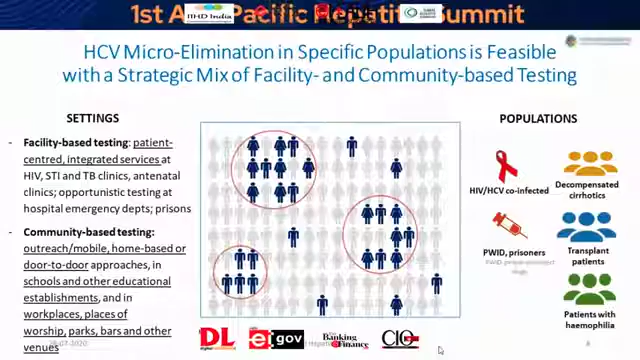 1st A Pacific Hepatitis Summit
IIHD India
HCV Micro-Elimination in Specific Populations is Feasible
with a Strategic Mix of Facility- and Community-based Testing
SETTINGS
- Facility-based testing: patient-
centred, integrated services at
HIV, STI and TB clinics, antenatal
clinics; opportunistic testing at
hospital emergency depts; prisons
- Community-based testing:
outreach/mobile, home-based or
door-to-door approaches, in
schools and other educational
establishments, and in
workplaces, places of
worship, parks, bars and other
venues
POPULATIONS
HIV/HCV co-infected
Decompensated
cirrhotics
PWID, prisoners
Transplant
patients
Patients with
haemophilia
DL
e gov
Banking
&Finance
CIO
8